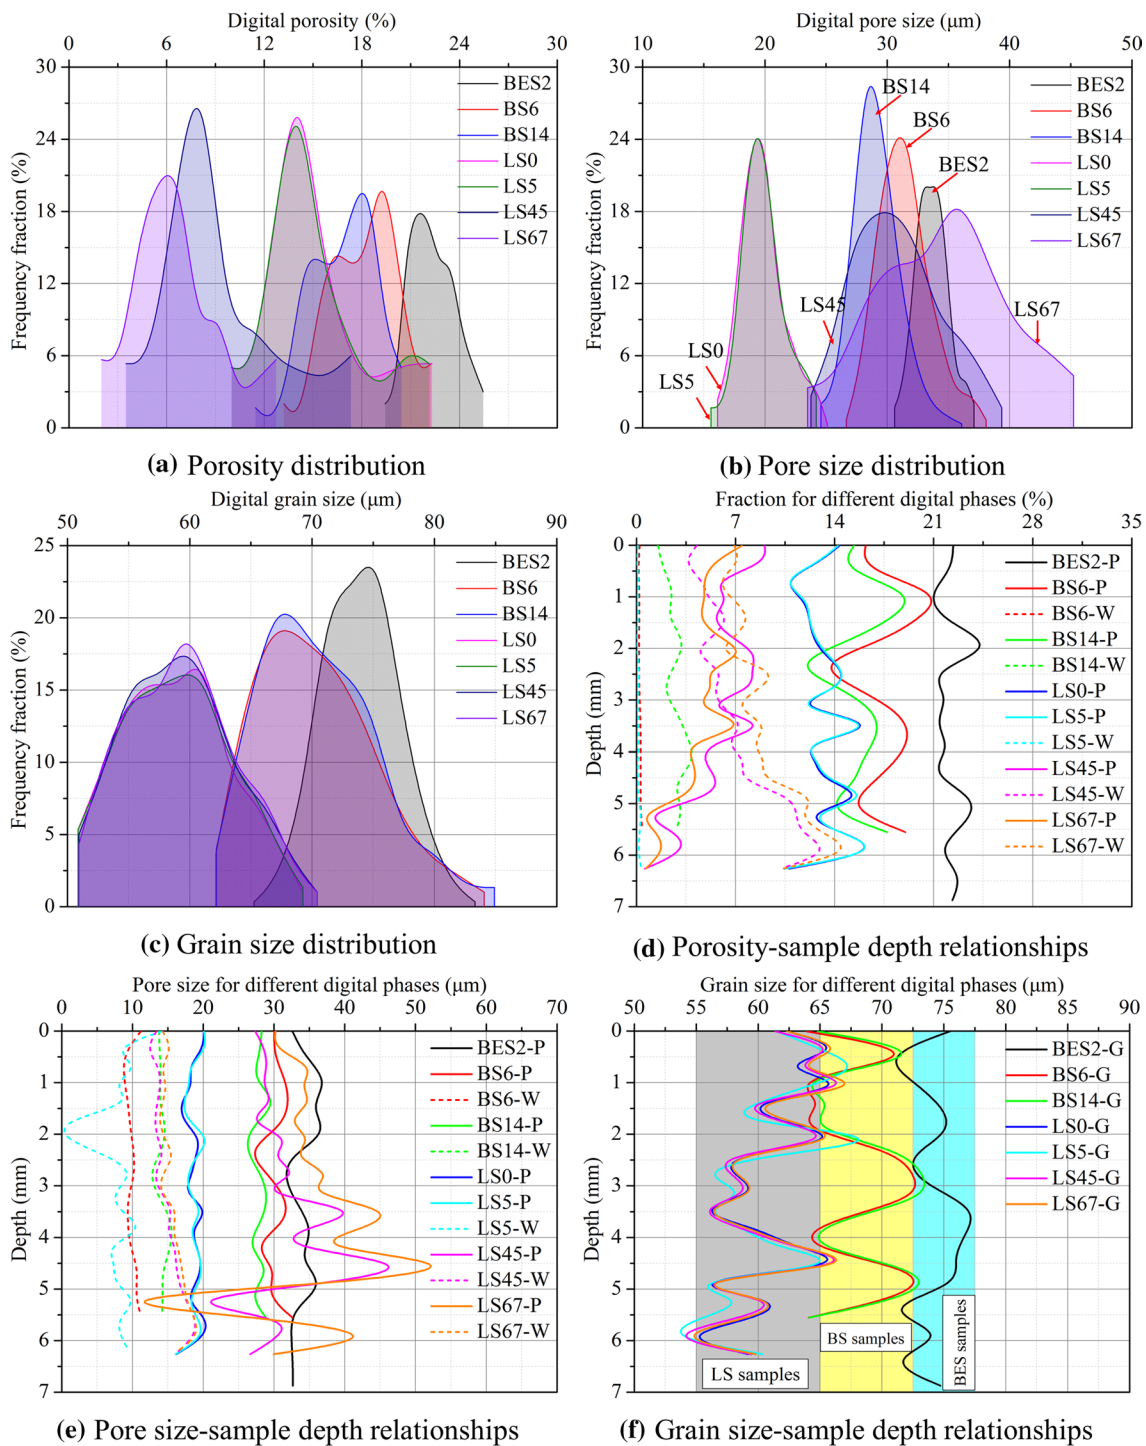 Digital porosity (%)
0 6 12 18 24 30
30
24
18
12
6
0
Frequency fraction (%)
BES2
BS6
BS14
LS0
LS5
LS45
LS67
(a) Porosity distribution
Digital pore size (μm)
10 20 30 40 50
30
24
18
12
6
0
Frequency fraction (%)
BS14
BS6
BES2
LS45
LS67
LS0
LS5
BES2
BS6
BS14
LS0
LS5
LS45
LS67
(b) Pore size distribution
Digital grain size (μm)
50 60 70 80 90
25
20
15
10
5
0
Frequency fraction (%)
BES2
BS6
BS14
LS0
LS5
LS45
LS67
(c) Grain size distribution
Fraction for different digital phases (%)
0 7 14 21 28 35
0
1
2
3
4
5
6
7
Depth (mm)
BES2-P
BS6-P
BS6-W
BS14-P
BS14-W
LS0-P
LS5-P
LS5-W
LS45-P
LS45-W
LS67-P
LS67-W
(d) Porosity-sample depth relationships
Pore size for different digital phases (μm)
0 10 20 30 40 50 60 70
0
1
2
3
4
5
6
7
Depth (mm)
BES2-P
BS6-P
BS6-W
BS14-P
BS14-W
LS0-P
LS5-P
LS5-W
LS45-P
LS45-W
LS67-P
LS67-W
(e) Pore size-sample depth relationships
Grain size for different digital phases (μm)
50 55 60 65 70 75 80 85 90
0
1
2
3
4
5
6
7
Depth (mm)
BES2-G
BS6-G
BS14-G
LS0-G
LS5-G
LS45-G
LS67-G
LS samples
BS samples
BES samples
(f) Grain size-sample depth relationships